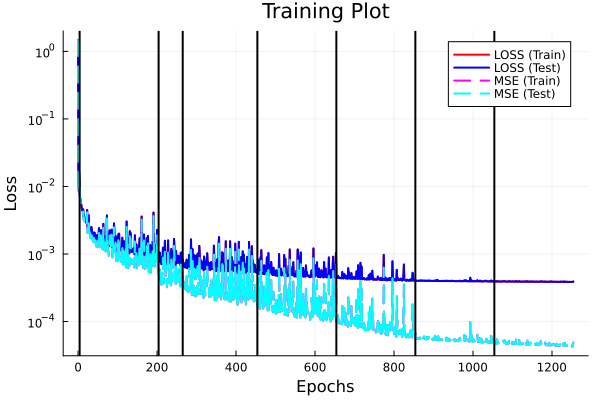 Training Plot
LOSS (Train)
LOSS (Test)
MSE (Train)
MSE (Test)
Loss
10⁰
10⁻¹
10⁻²
10⁻³
10⁻⁴
0 200 400 600 800 1000 1200
Epochs